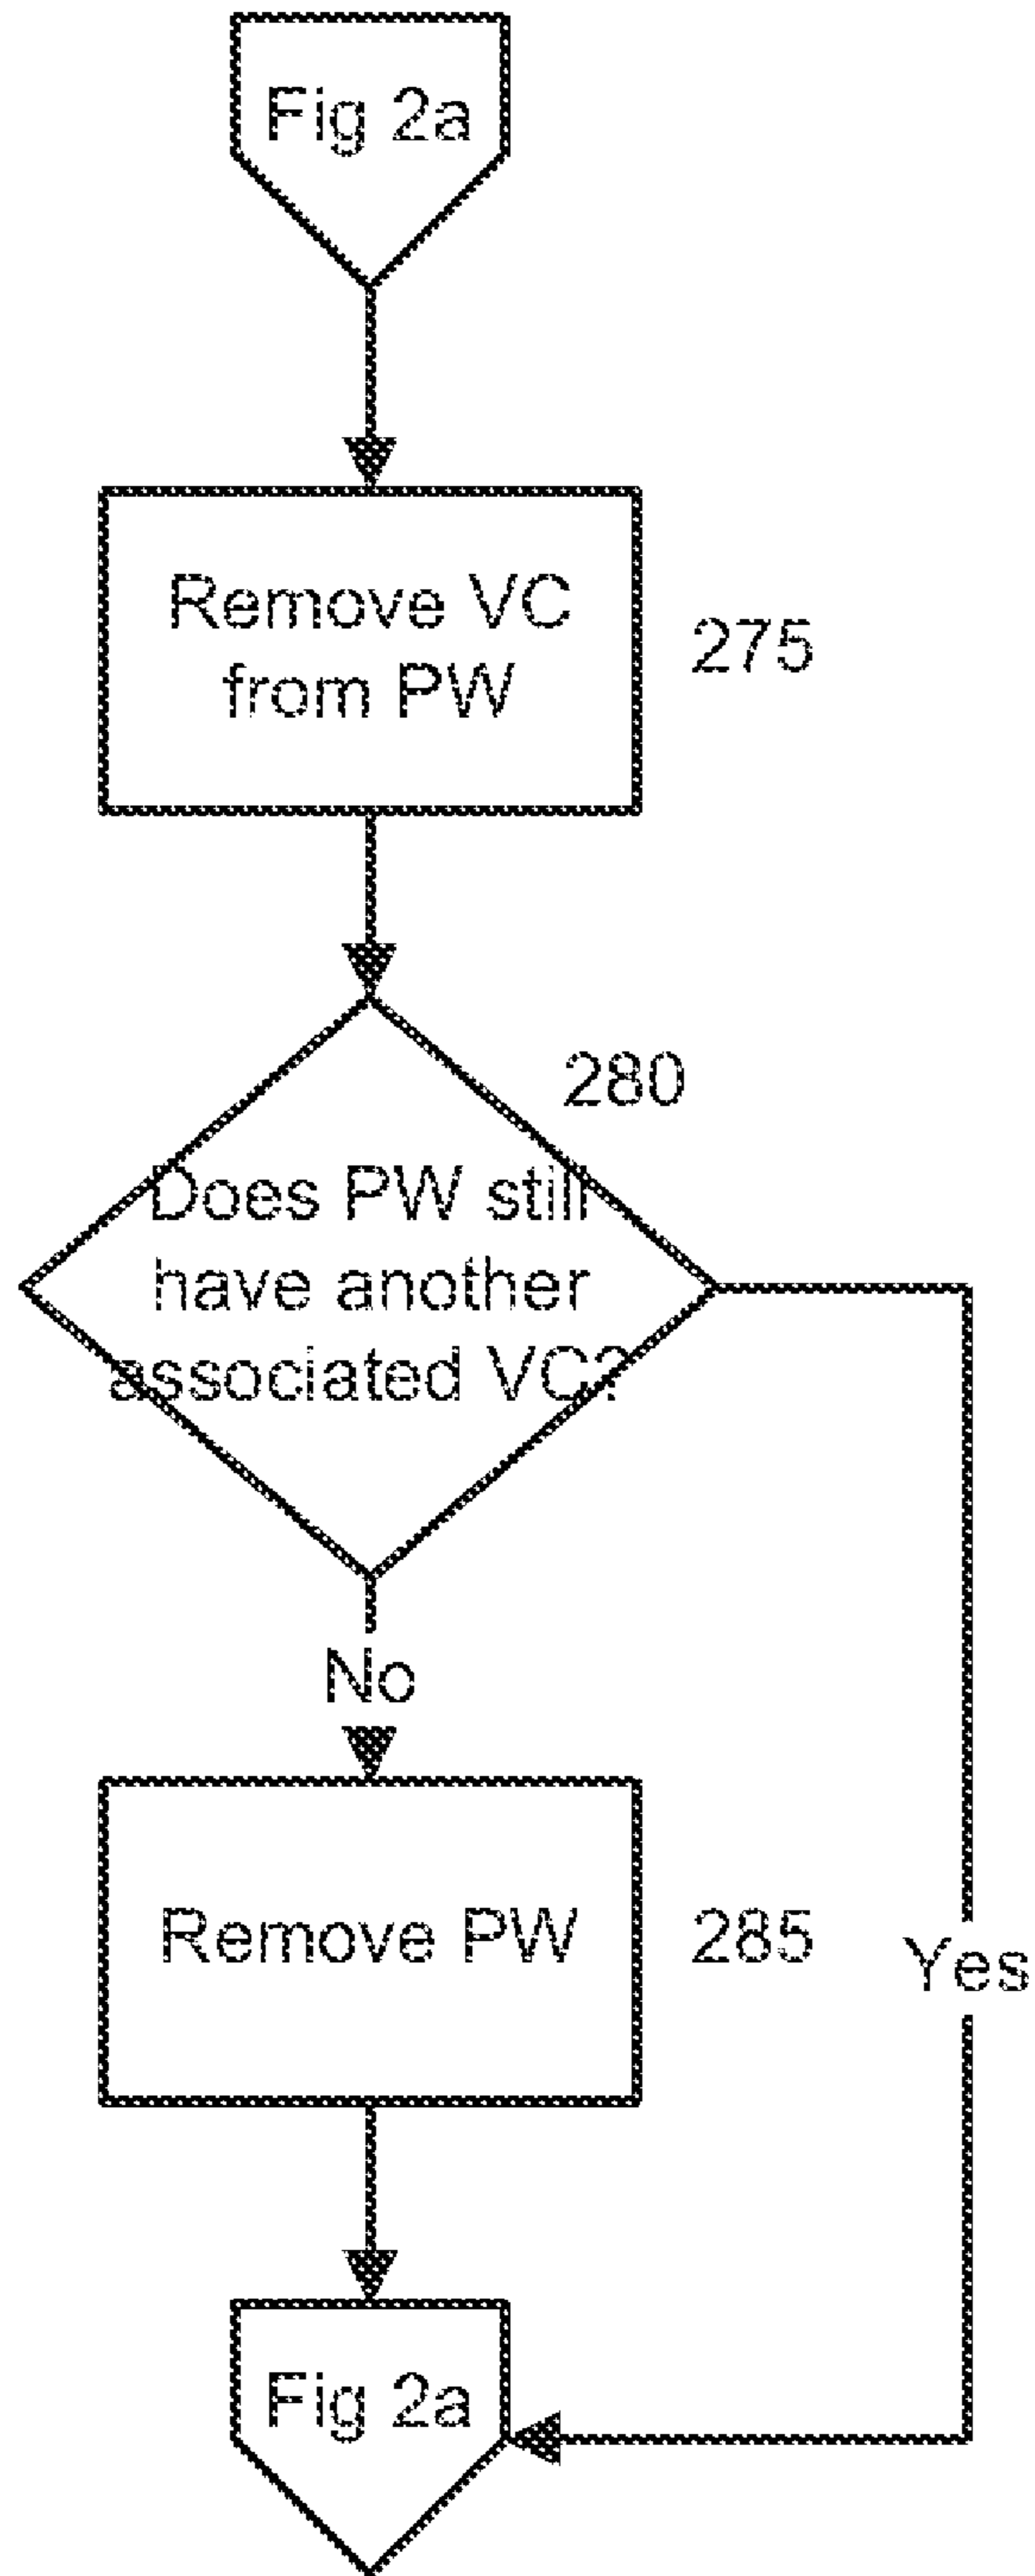 Fig 2a
Remove VC
from PW
275
280
Does PW still
have another
associated VC?
No
Remove PW
285
Yes
Fig 2a